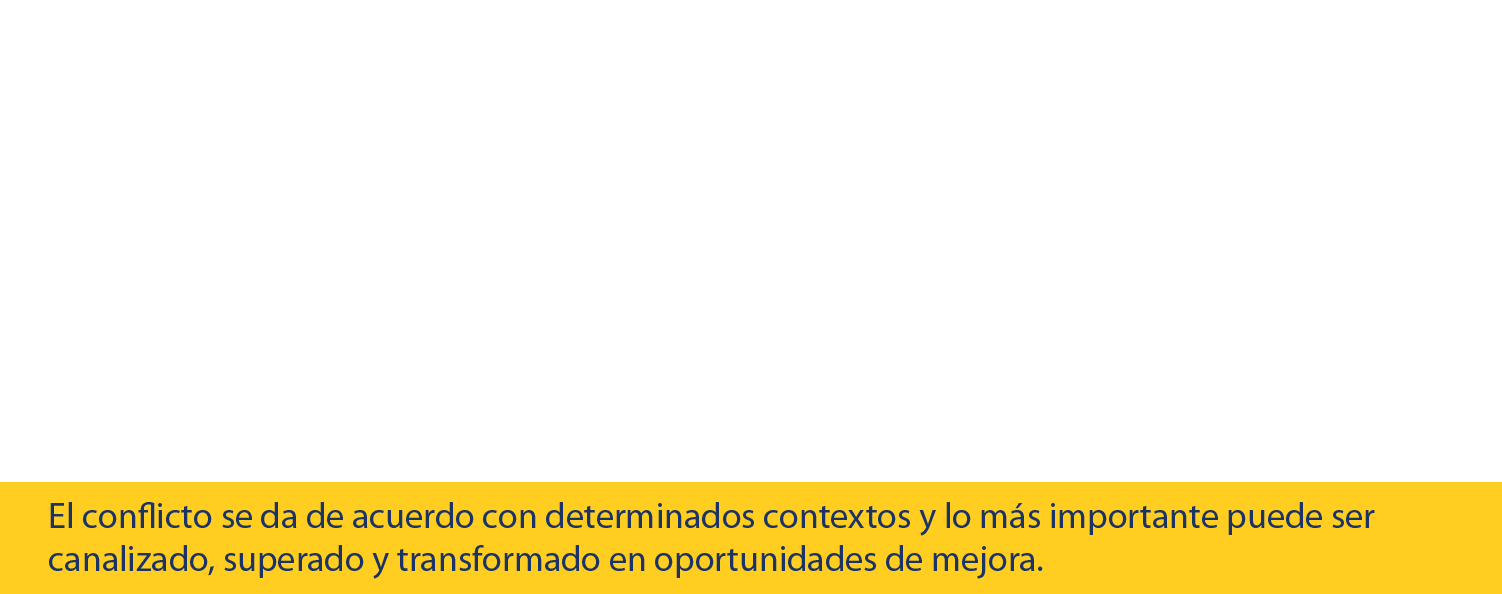 El conflicto se da de acuerdo con determinados contextos y lo más importante puede ser
canalizado, superado y transformado en oportunidades de mejora.